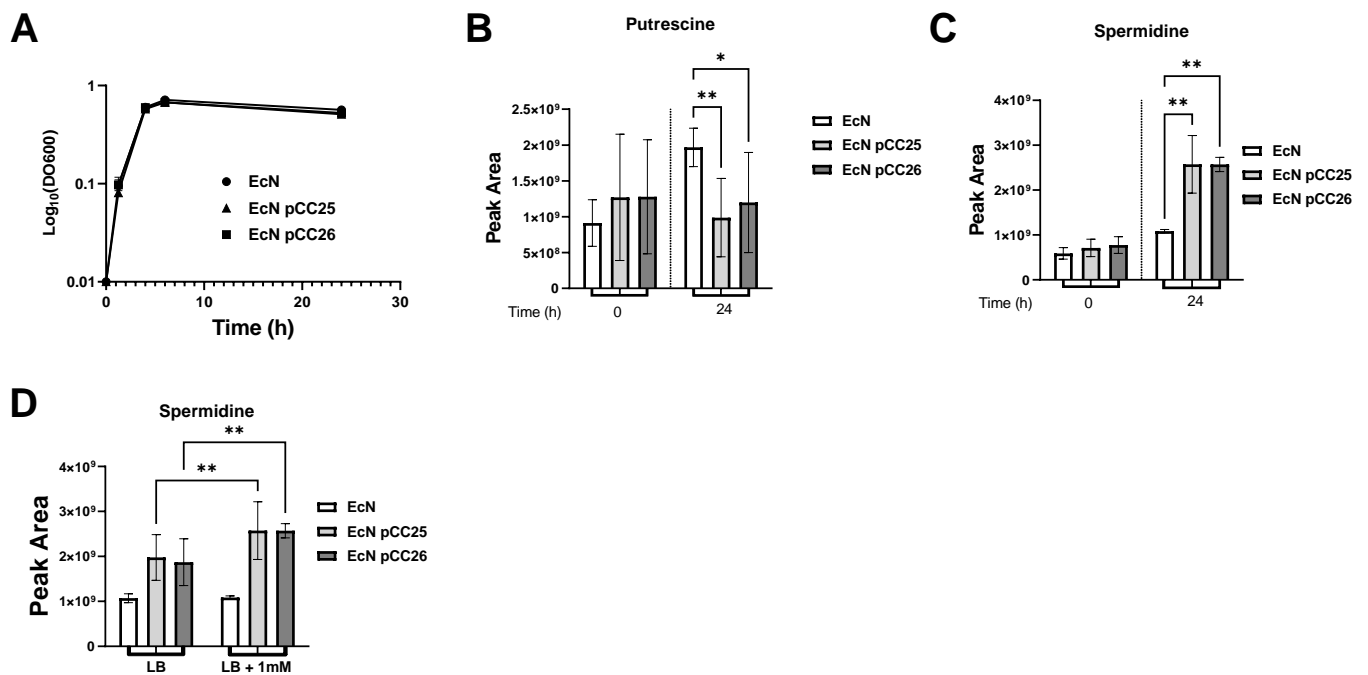 A
Log10(DO600)
1
0.1
0.01
0
10
20
30
Time (h)
EcN
EcN pCC25
EcN pCC26
B
Putrescine
*
**
Peak Area
2.5×10⁹
2×10⁹
1.5×10⁹
1×10⁹
5×10⁸
0
Time (h)
0
24
EcN
EcN pCC25
EcN pCC26
C
Spermidine
**
**
Peak Area
4×10⁹
3×10⁹
2×10⁹
1×10⁹
0
Time (h)
0
24
EcN
EcN pCC25
EcN pCC26
D
Spermidine
**
**
Peak Area
4×10⁹
3×10⁹
2×10⁹
1×10⁹
0
LB
LB + 1mM
EcN
EcN pCC25
EcN pCC26